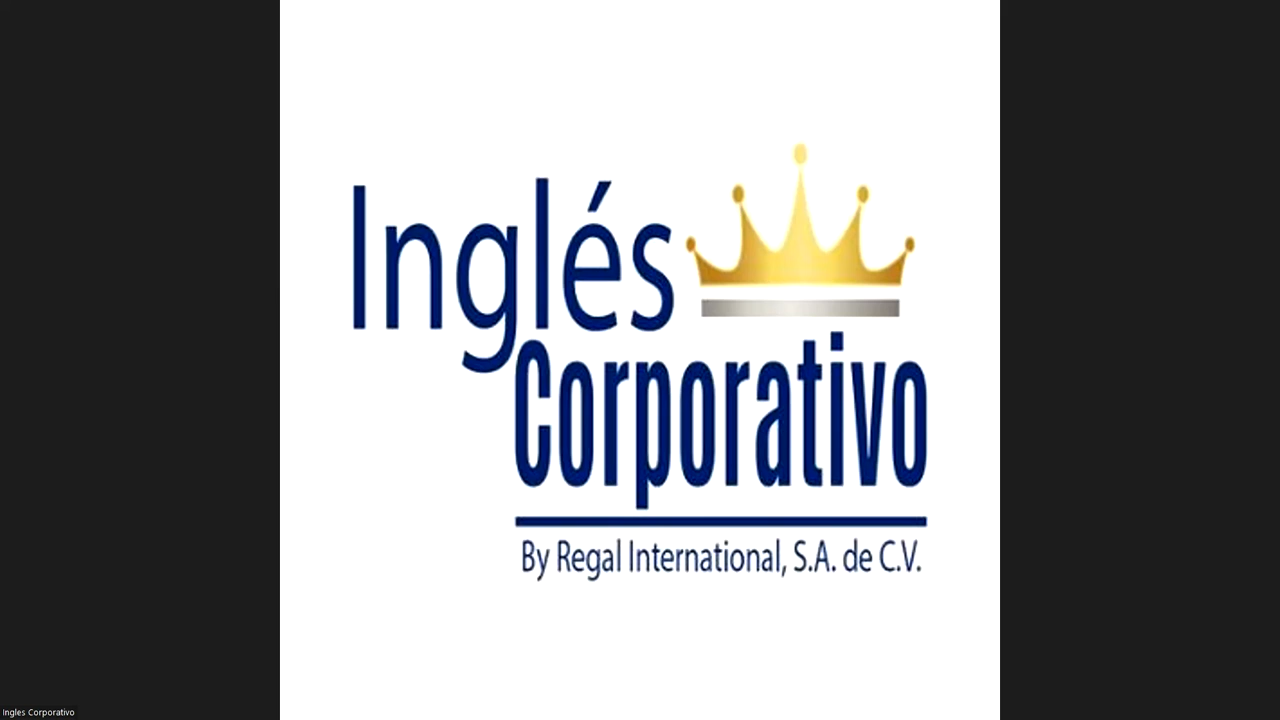 Inglés
Corporativo
By Regal International, S.A. de C.V.
Ingles Corporativo